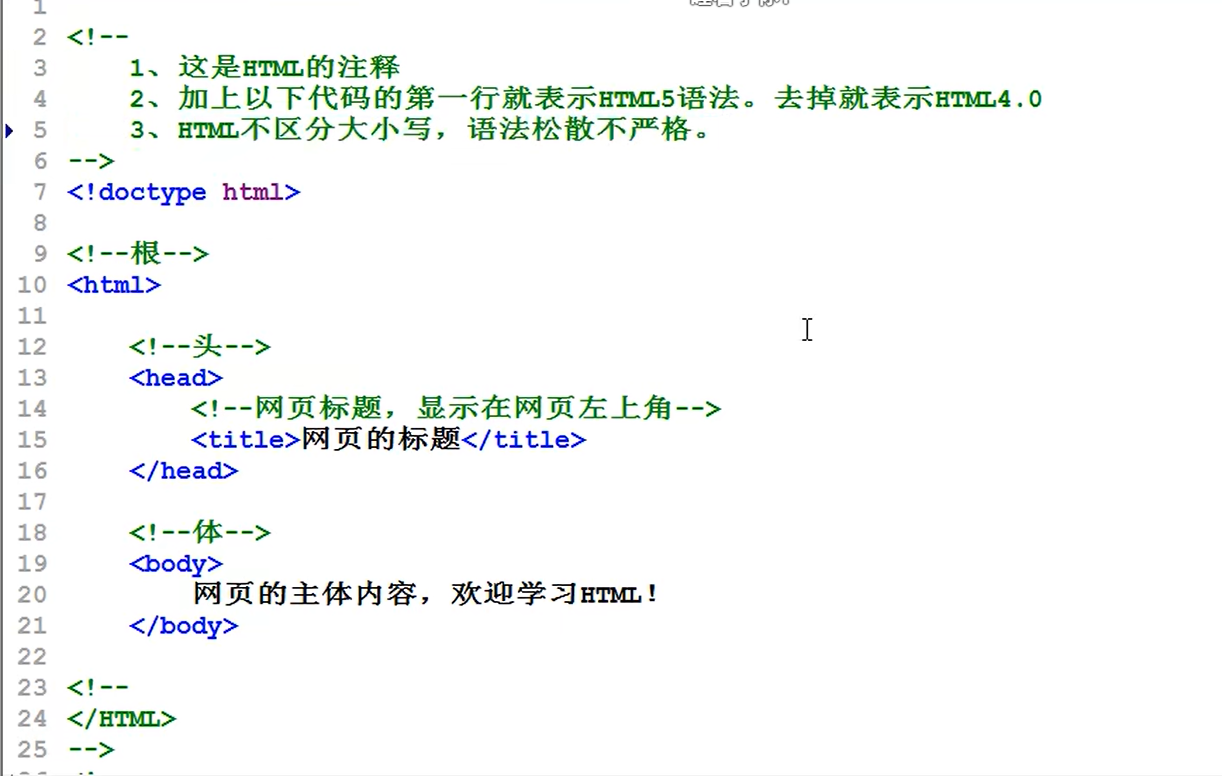 1
2 <!--
3 1、这是HTML的注释
4 2、加上以下代码的第一行就表示HTML5语法。去掉就表示HTML4.0
5 3、HTML不区分大小写，语法松散不严格。
6 -->
7 <!doctype html>
8
9 <!--根-->
10 <html>
11
12 <!--头-->
13 <head>
14 <!--网页标题，显示在网页左上角-->
15 <title>网页的标题</title>
16 </head>
17
18 <!--体-->
19 <body>
20 网页的主体内容，欢迎学习HTML!
21 </body>
22
23 <!--
24 </HTML>
25 -->